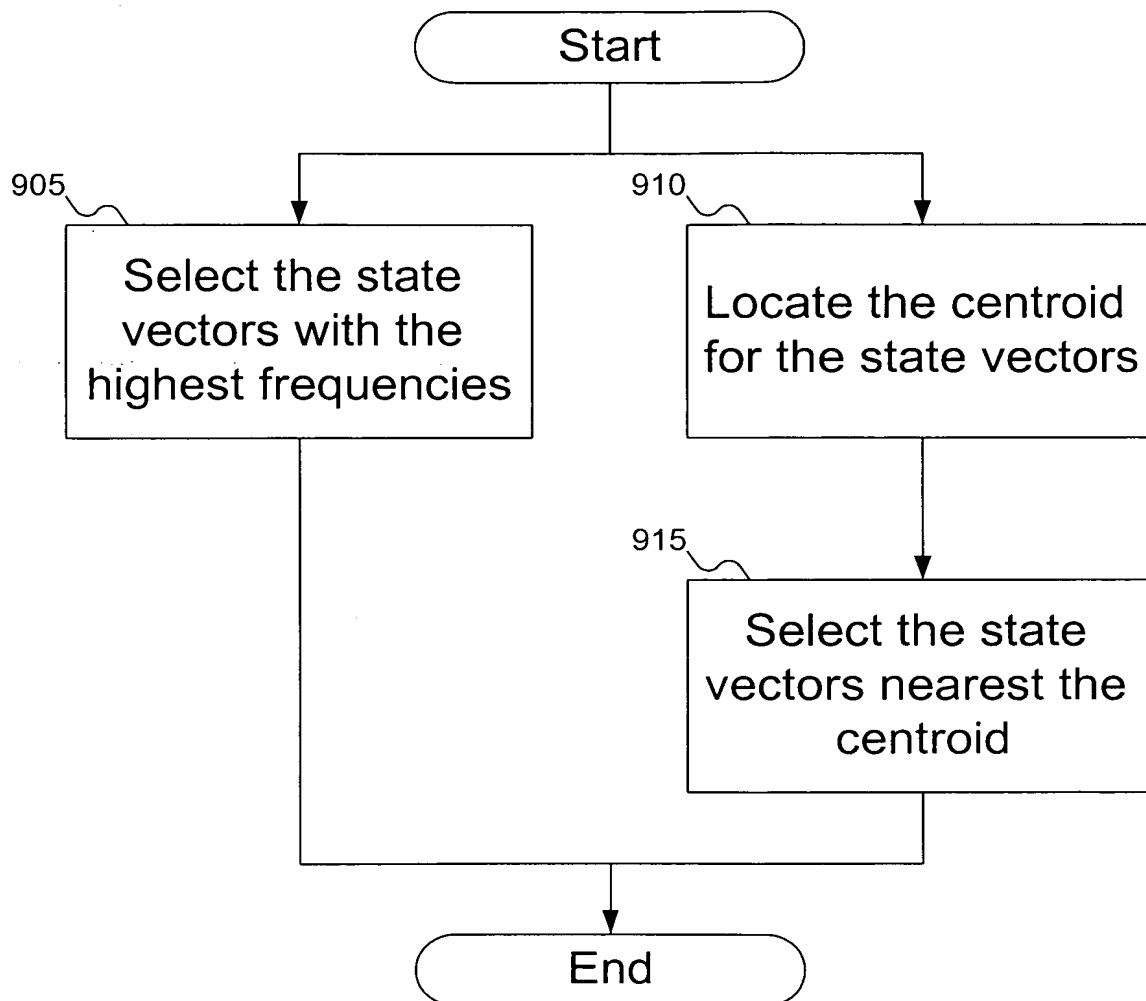 Start
905
Select the state
vectors with the
highest frequencies
910
Locate the centroid
for the state vectors
915
Select the state
vectors nearest the
centroid
End